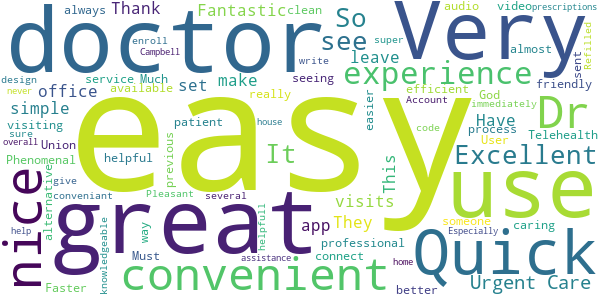 always
Thank
Fantastic
clean
So
audio
video
prescriptions
doctor
Very
enroll
Campbell
see
super
almost
sent
Refilled
design
never
service
Much
seeing
write
leave
friendly
office
set
available
make
experience
efficient
God
immediately
simple
easy
really
easier
Account
Dr
visiting
sure
overall
Union
patient
house
code
process
User
Have
Telehealth
Phenomenal
helpful
previous
It
This
Excellent
nice
alternative
give
conveniant
Pleasant
several
visits
someone
Especially
use
caring
great
app
They
help
knowledgeable
way
Must
helpfull
professional
connect
Quick
Faster
convenient
assistance
home
better
Urgent Care